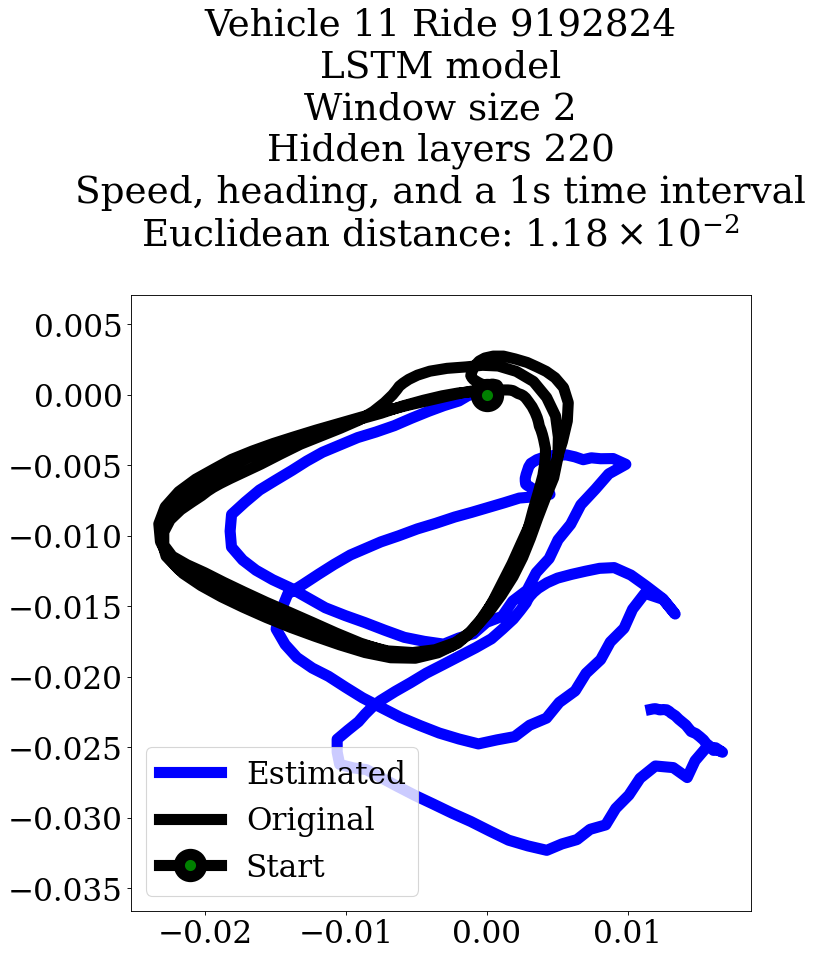 Vehicle 11 Ride 9192824
LSTM model
Window size 2
Hidden layers 220
Speed, heading, and a 1s time interval
Euclidean distance: 1.18 × 10⁻²
0.005
0.000
−0.005
−0.010
−0.015
−0.020
−0.025
−0.030
−0.035
Estimated
Original
Start
−0.02 −0.01 0.00 0.01